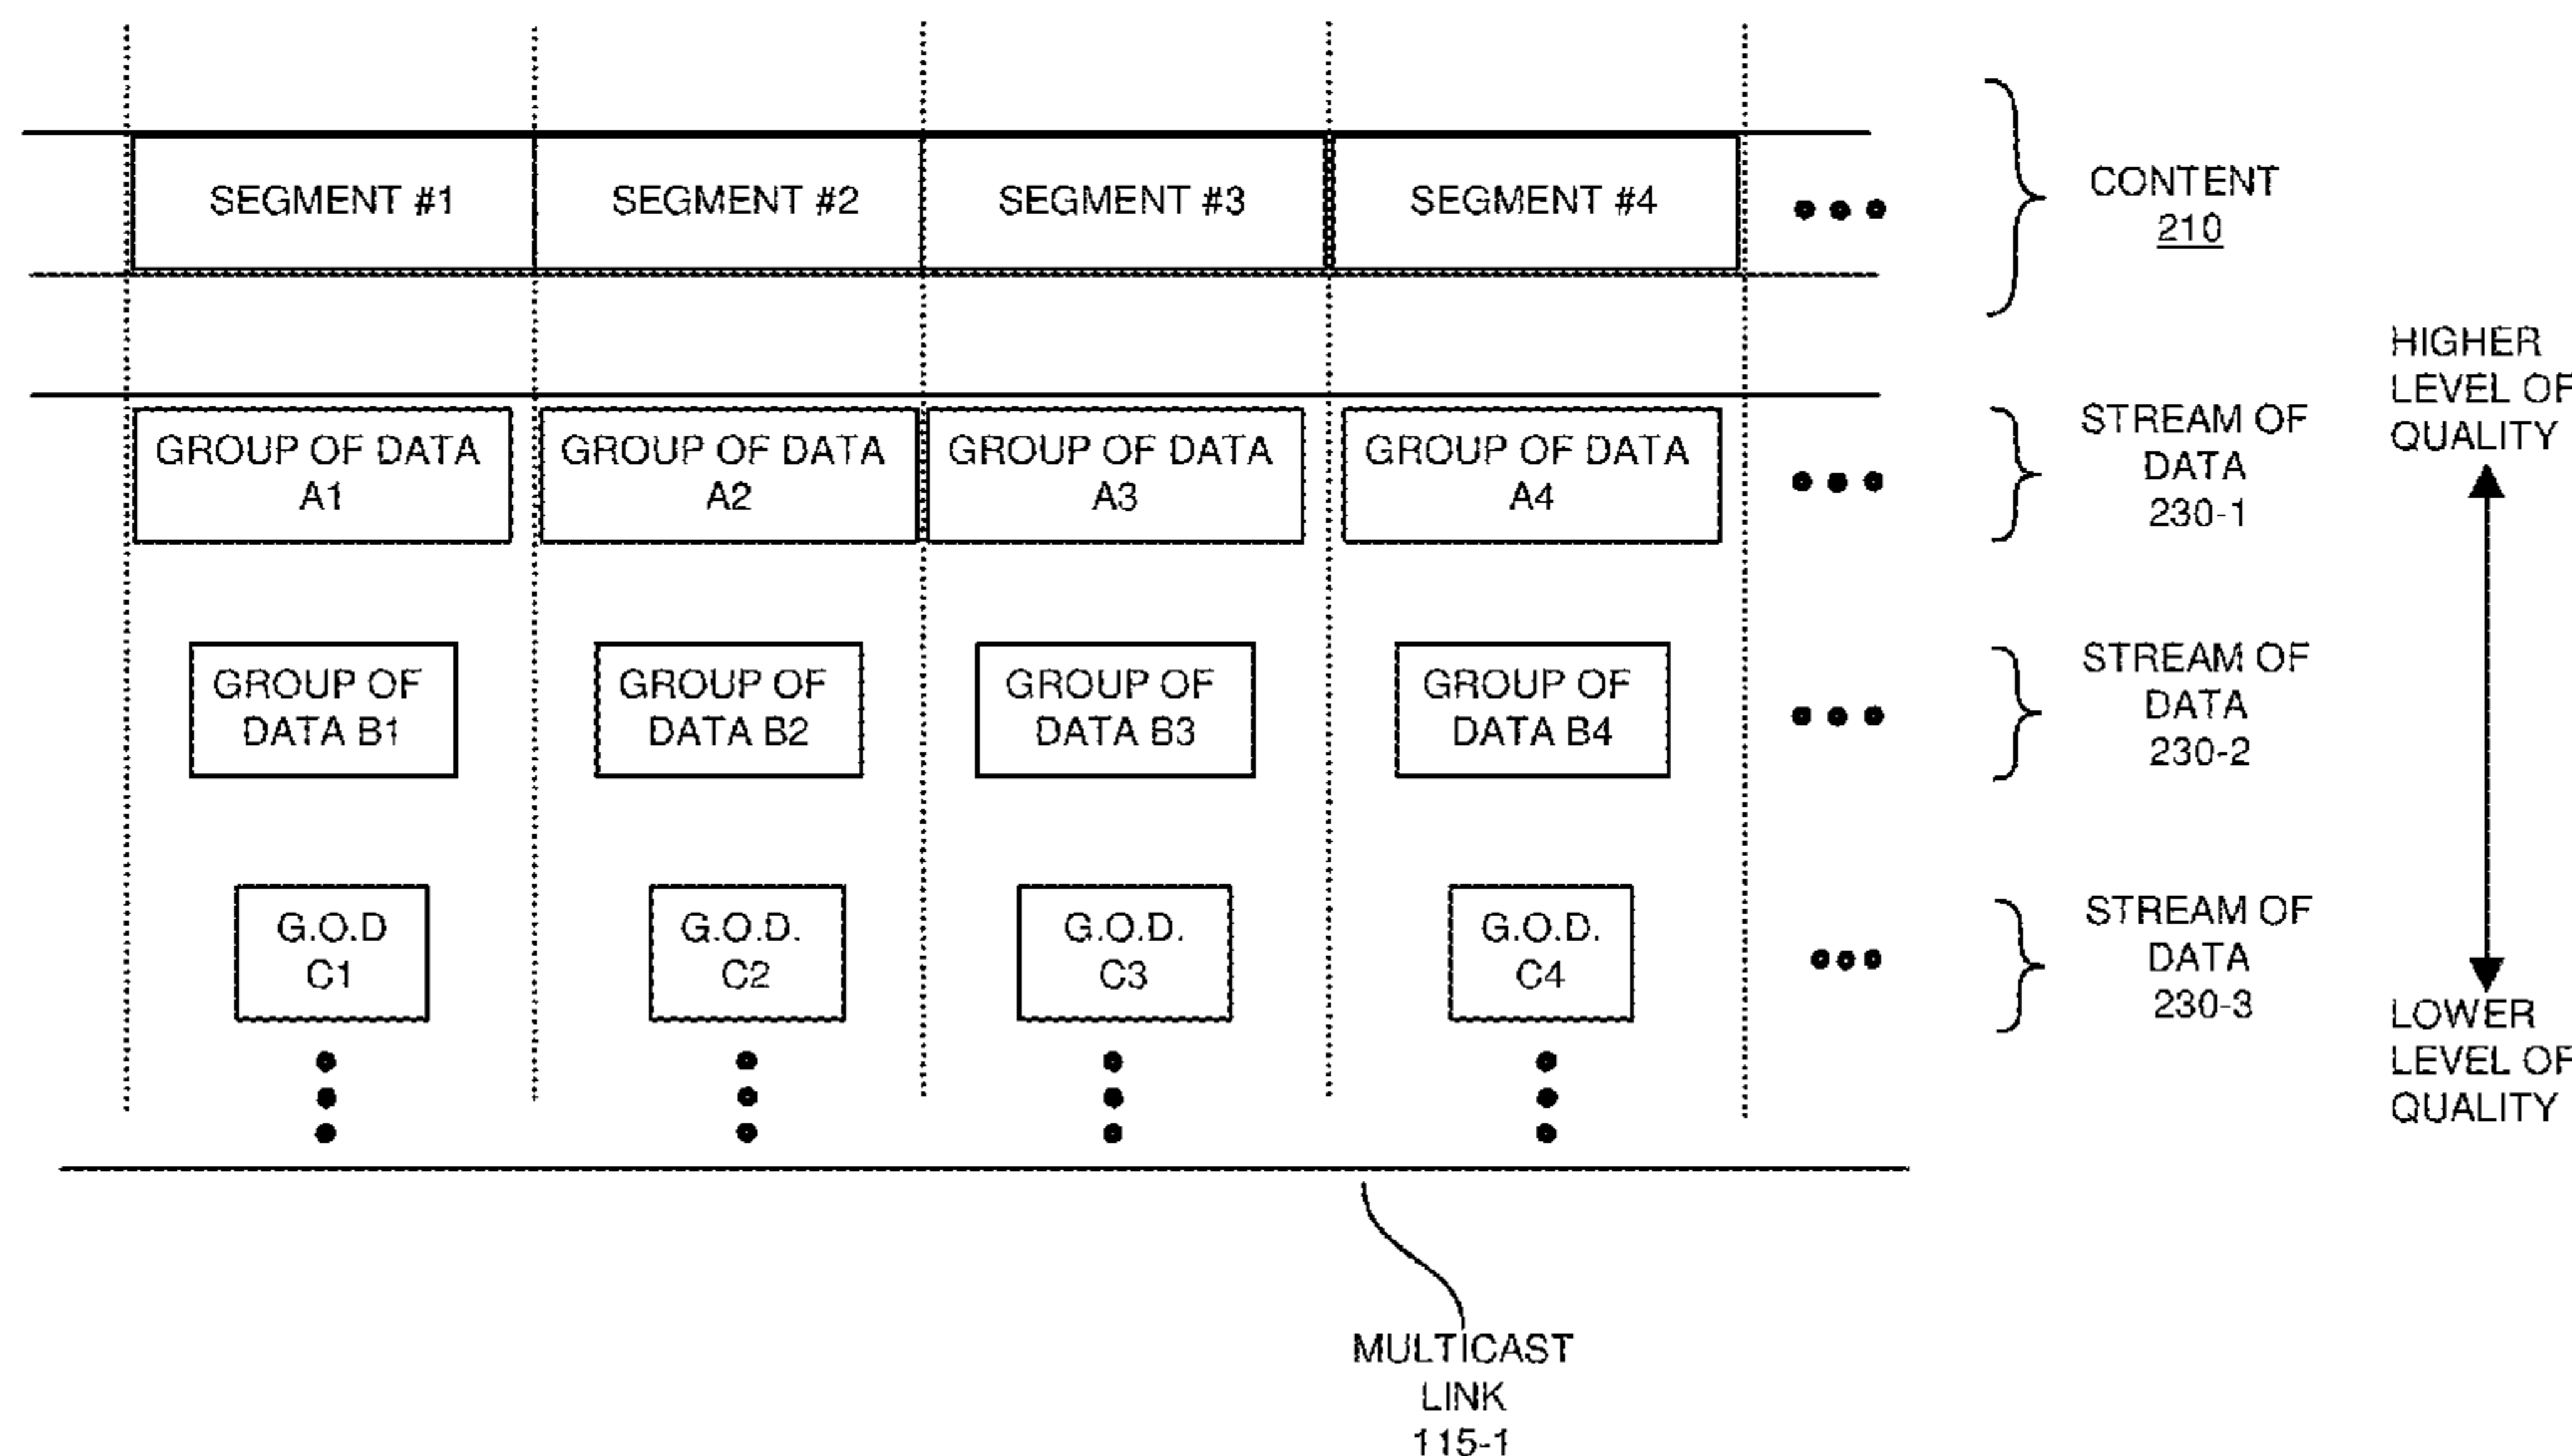 SEGMENT #1
SEGMENT #2
SEGMENT #3
SEGMENT #4
CONTENT
210
HIGHER
LEVEL OF
QUALITY
GROUP OF DATA
A1
GROUP OF DATA
A2
GROUP OF DATA
A3
GROUP OF DATA
A4
STREAM OF
DATA
230-1
GROUP OF
DATA B1
GROUP OF
DATA B2
GROUP OF
DATA B3
GROUP OF
DATA B4
STREAM OF
DATA
230-2
G.O.D
C1
G.O.D.
C2
G.O.D.
C3
G.O.D.
C4
STREAM OF
DATA
230-3
LOWER
LEVEL OF
QUALITY
MULTICAST
LINK
115-1